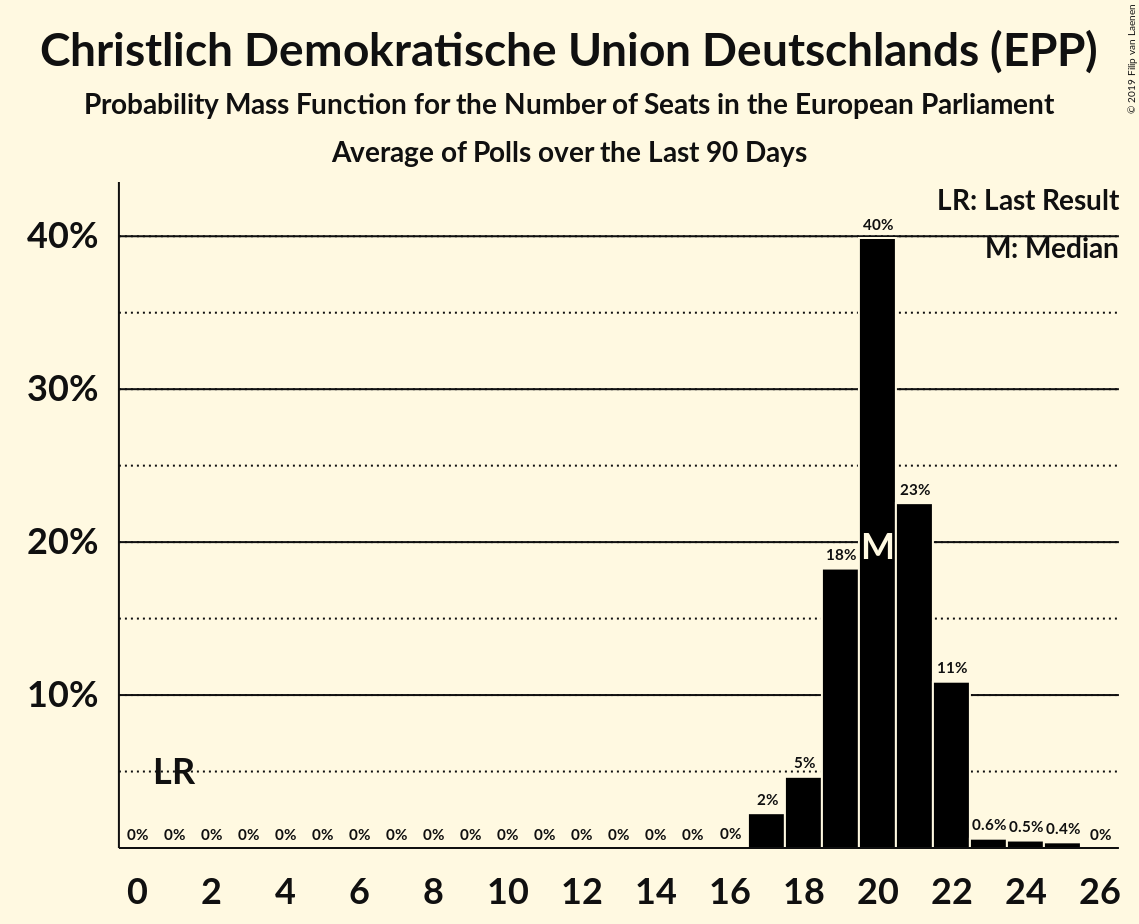 Christlich Demokratische Union Deutschlands (EPP)
Probability Mass Function for the Number of Seats in the European Parliament
Average of Polls over the Last 90 Days
© 2019 Filip van Laenen
LR: Last Result
M: Median
40%
30%
20%
10%
40%
23%
18%
M
11%
5%
2%
LR
0% 0% 0% 0% 0% 0% 0% 0% 0% 0% 0% 0% 0% 0% 0% 0% 0% 0.6% 0.5% 0.4% 0%
0 2 4 6 8 10 12 14 16 18 20 22 24 26